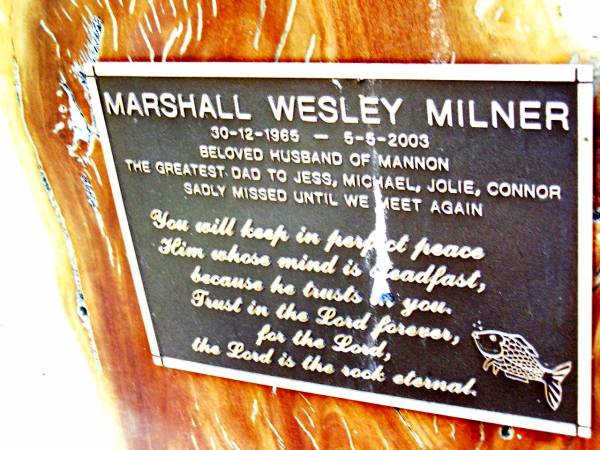 MARSHALL WESLEY MILNER
30-12-1965 — 5-5-2003
BELOVED HUSBAND OF MANNON
THE GREATEST DAD TO JESS, MICHAEL, JOLIE, CONNOR
SADLY MISSED UNTIL WE MEET AGAIN
You will keep in perfect peace
Him whose mind is steadfast,
because he trusts in you.
Trust in the Lord forever,
for the Lord,
the Lord is the rock eternal.